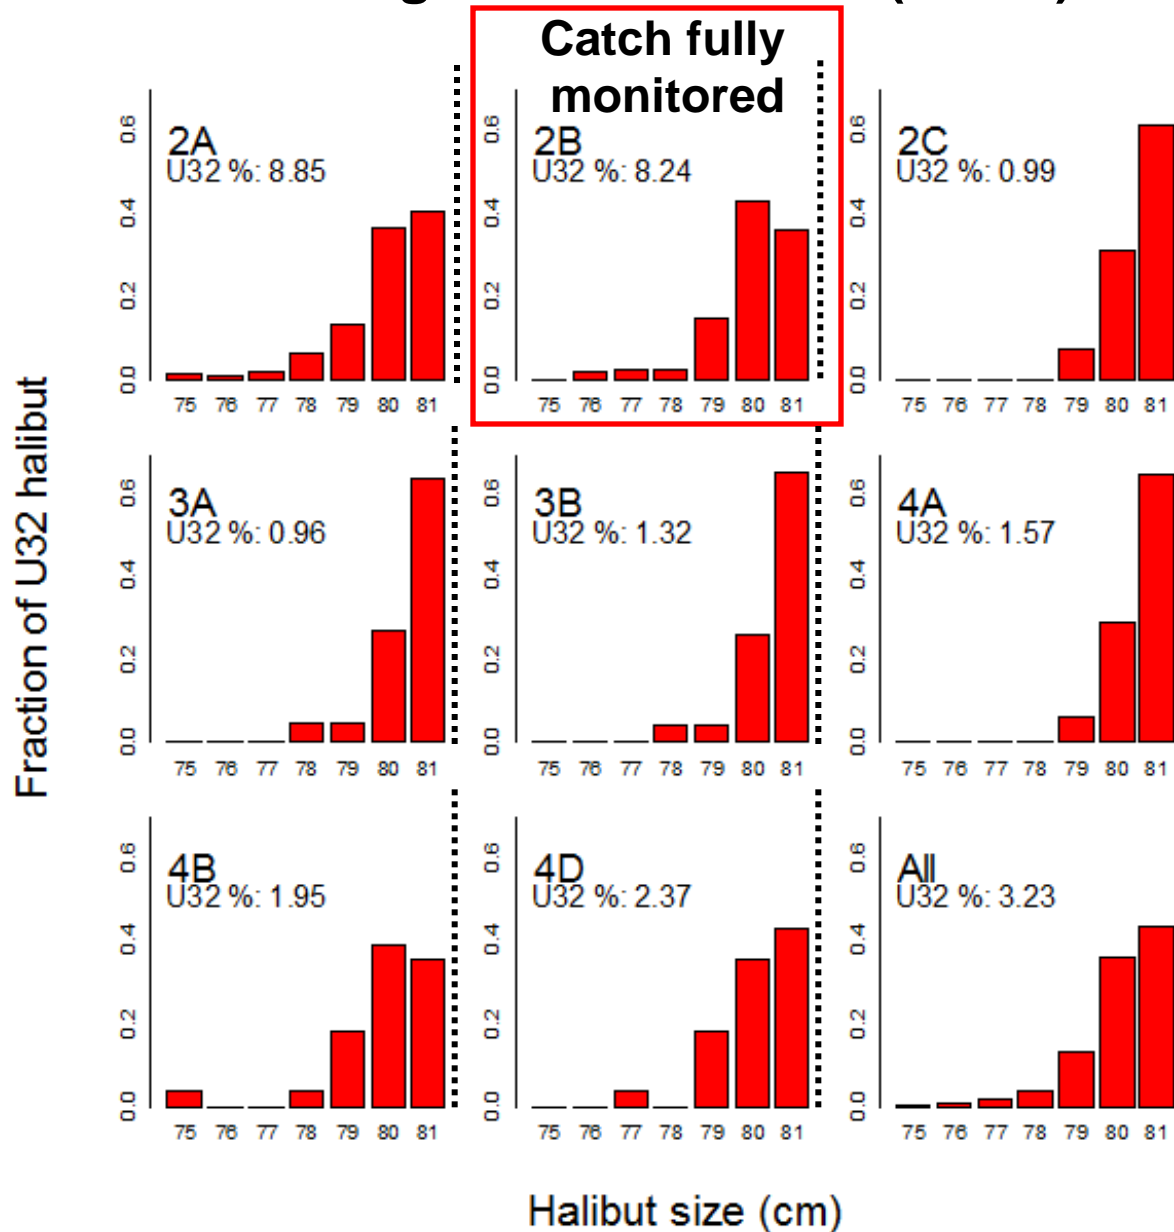 Catch fully
monitored
2A
U32 %: 8.85
0.6
0.4
0.2
0.0
75 76 77 78 79 80 81
2B
U32 %: 8.24
0.6
0.4
0.2
0.0
75 76 77 78 79 80 81
2C
U32 %: 0.99
0.6
0.4
0.2
0.0
75 76 77 78 79 80 81
Fraction of U32 halibut
3A
U32 %: 0.96
0.6
0.4
0.2
0.0
75 76 77 78 79 80 81
3B
U32 %: 1.32
0.6
0.4
0.2
0.0
75 76 77 78 79 80 81
4A
U32 %: 1.57
0.6
0.4
0.2
0.0
75 76 77 78 79 80 81
4B
U32 %: 1.95
0.6
0.4
0.2
0.0
75 76 77 78 79 80 81
4D
U32 %: 2.37
0.6
0.4
0.2
0.0
75 76 77 78 79 80 81
All
U32 %: 3.23
0.6
0.4
0.2
0.0
75 76 77 78 79 80 81
Halibut size (cm)